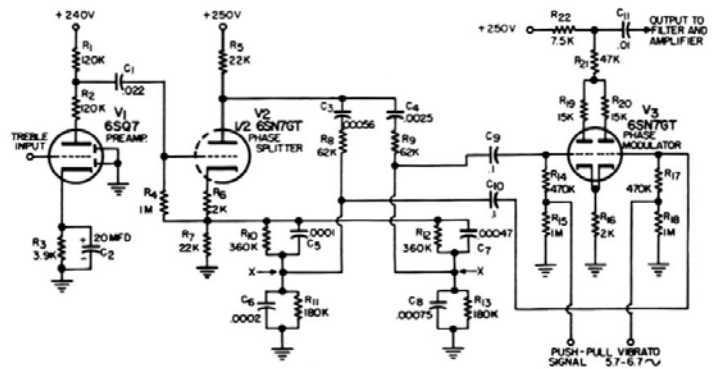 +240V
R1
120K
R2
120K
C1
.022
V1
6SQ7
PREAMP.
TREBLE
INPUT
R3
3.9K
20 MFD
+
C2
R4
1M
+250V
R5
22K
V2
1/2 6SN7GT
PHASE
SPLITTER
R6
2K
R7
22K
R10
360K
.0001
C5
X
C6
.0002
R11
180K
C3
.00056
R8
62K
C4
.0025
R9
62K
R12
360K
.00047
C7
X
C8
.00075
R13
180K
C9
.1
C10
.1
+250V
R22
7.5K
C11
.01
OUTPUT TO
FILTER AND
AMPLIFIER
R21
47K
R19
15K
R20
15K
V3
6SN7GT
PHASE
MODULATOR
R14
470K
R15
1M
R16
2K
R17
470K
R18
1M
PUSH-PULL VIBRATO
SIGNAL 5.7-6.7~